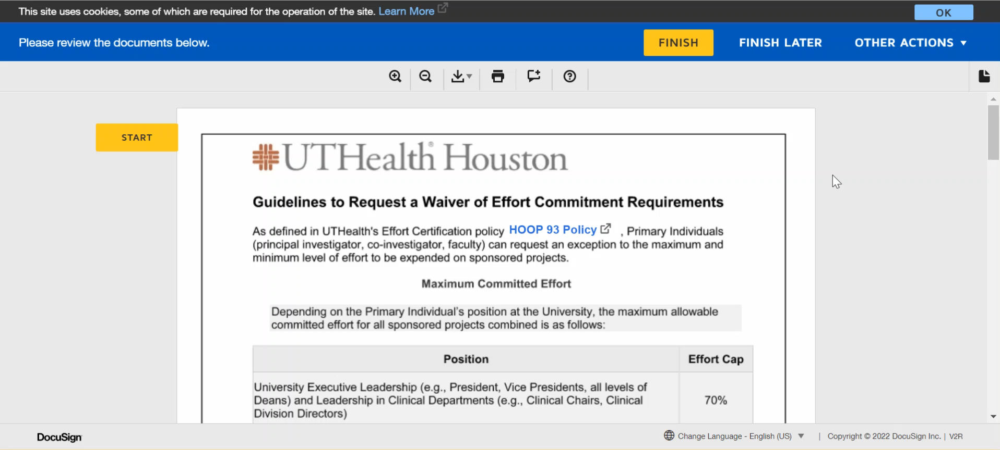 This site uses cookies, some of which are required for the operation of the site. Learn More
OK
Please review the documents below.
FINISH
FINISH LATER
OTHER ACTIONS
START
UTHealth® Houston
Guidelines to Request a Waiver of Effort Commitment Requirements
As defined in UTHealth's Effort Certification policy HOOP 93 Policy , Primary Individuals
(principal investigator, co-investigator, faculty) can request an exception to the maximum and
minimum level of effort to be expended on sponsored projects.
Maximum Committed Effort
Depending on the Primary Individual’s position at the University, the maximum allowable
committed effort for all sponsored projects combined is as follows:
Position
Effort Cap
University Executive Leadership (e.g., President, Vice Presidents, all levels of
Deans) and Leadership in Clinical Departments (e.g., Clinical Chairs, Clinical
Division Directors)
70%
DocuSign
Change Language - English (US)
| Copyright © 2022 DocuSign Inc. | V2R